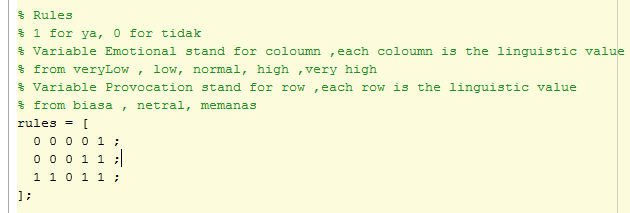 % Rules
% 1 for ya, 0 for tidak
% Variable Emotional stand for coloumn ,each coloumn is the linguistic value
% from veryLow , low, normal, high ,very high
% Variable Provocation stand for row ,each row is the linguistic value
% from biasa , netral, memanas
rules = [
0 0 0 0 1 ;
0 0 0 1 1 ;
1 1 0 1 1 ;
];